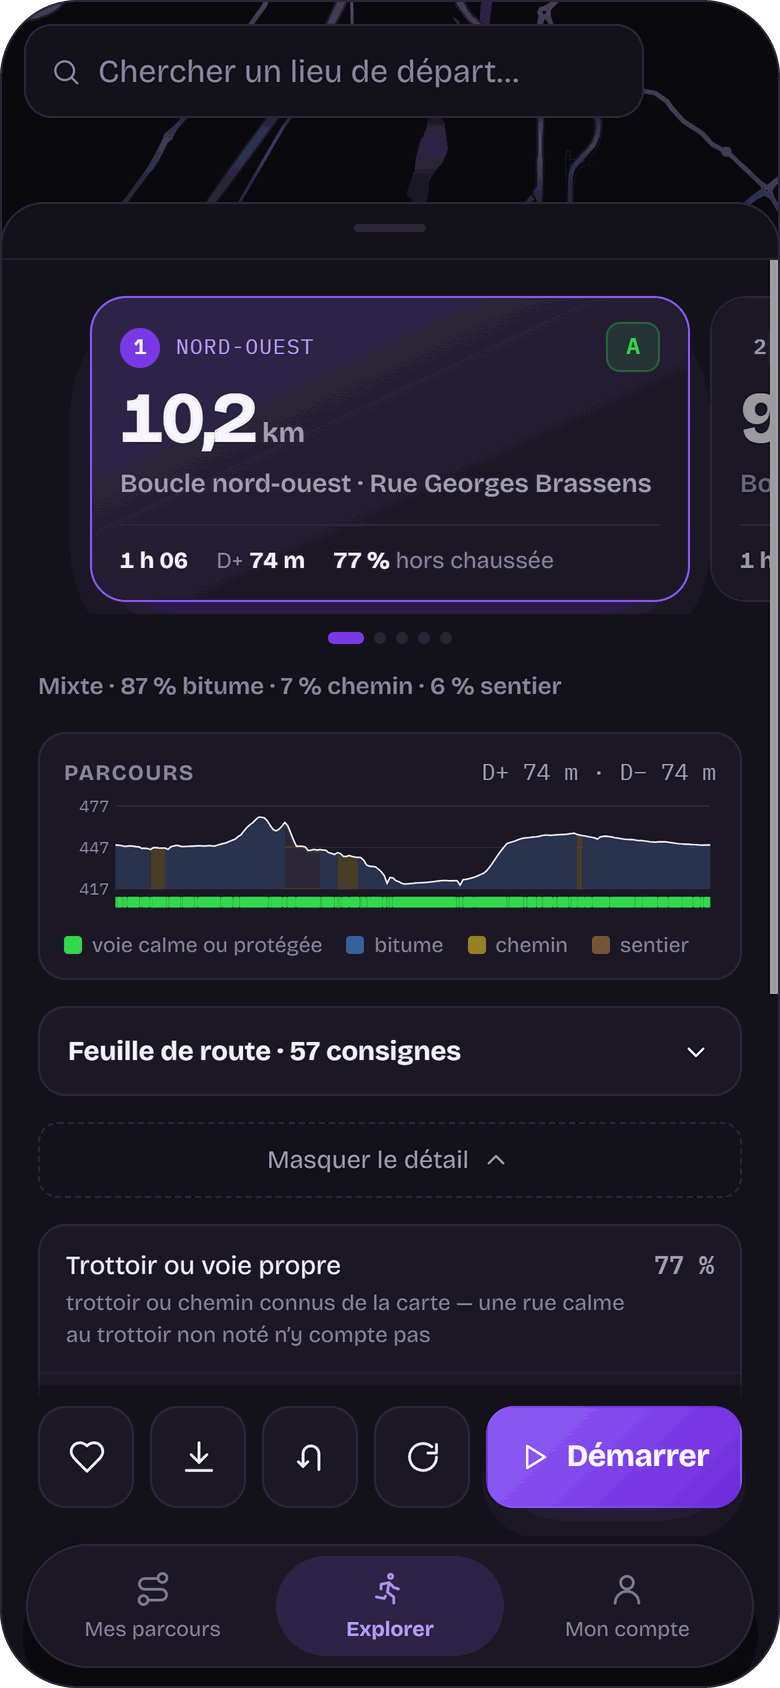 Chercher un lieu de départ...
1 NORD-OUEST A
10,2 km
Boucle nord-ouest · Rue Georges Brassens
1 h 06 D+ 74 m 77 % hors chaussée
2
9
Bo
1 h
Mixte · 87 % bitume · 7 % chemin · 6 % sentier
PARCOURS D+ 74 m · D− 74 m
477
447
417
voie calme ou protégée bitume chemin sentier
Feuille de route · 57 consignes
Masquer le détail
Trottoir ou voie propre 77 %
trottoir ou chemin connus de la carte — une rue calme
au trottoir non noté n'y compte pas
Démarrer
Mes parcours Explorer Mon compte